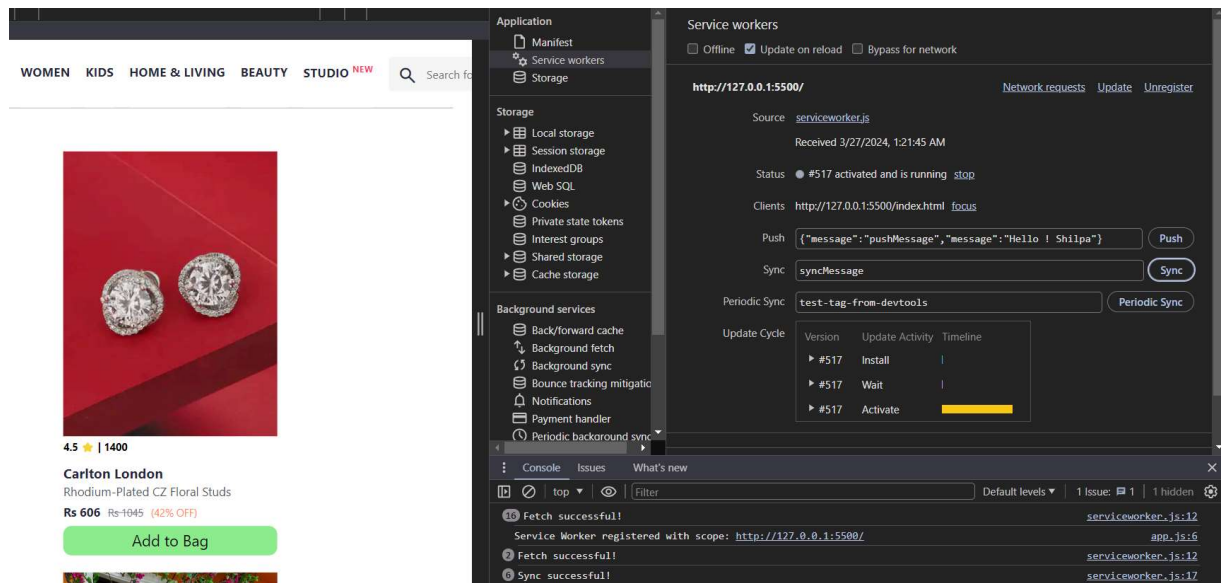 WOMEN KIDS HOME & LIVING BEAUTY STUDIO NEW Search fo
4.5 ⭐ | 1400
Carlton London
Rhodium-Plated CZ Floral Studs
Rs 606 Rs 1045 (42% OFF)
Add to Bag
Application
Manifest
Service workers
Storage
Storage
Local storage
Session storage
IndexedDB
Web SQL
Cookies
Private state tokens
Interest groups
Shared storage
Cache storage
Background services
Back/forward cache
Background fetch
Background sync
Bounce tracking mitigatio
Notifications
Payment handler
Periodic background sync
Service workers
Offline Update on reload Bypass for network
http://127.0.0.1:5500/ Network requests Update Unregister
Source serviceworker.js
Received 3/27/2024, 1:21:45 AM
Status #517 activated and is running stop
Clients http://127.0.0.1:5500/index.html focus
Push {"message":"pushMessage","message":"Hello ! Shilpa"} Push
Sync syncMessage Sync
Periodic Sync test-tag-from-devtools Periodic Sync
Update Cycle Version Update Activity Timeline
#517 Install
#517 Wait
#517 Activate
Console Issues What's new
top Filter Default levels 1 Issue: 1 1 hidden
16 Fetch successful! serviceworker.js:12
Service Worker registered with scope: http://127.0.0.1:5500/ app.js:6
2 Fetch successful! serviceworker.js:12
6 Sync successful! serviceworker.js:17